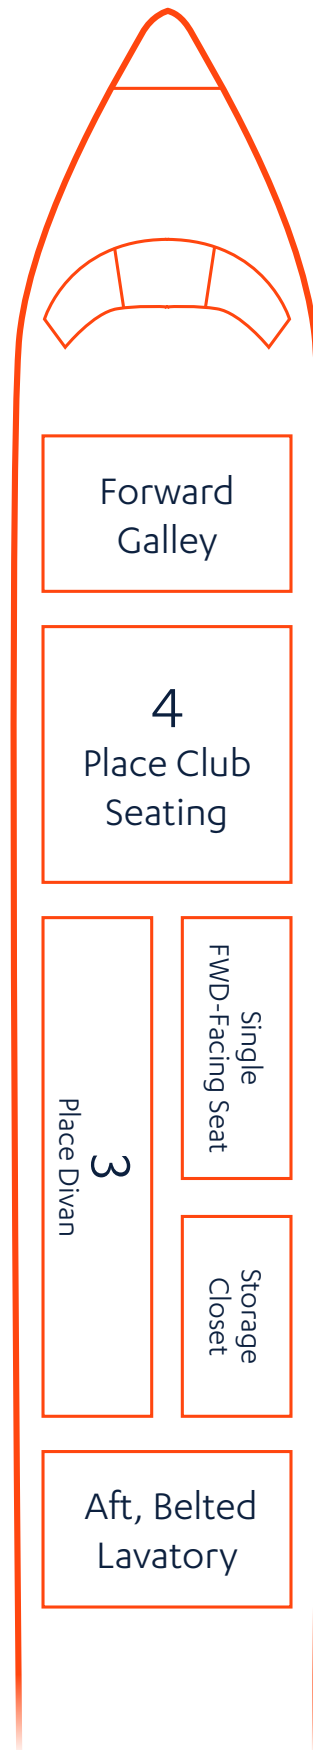 Forward
Galley
4
Place Club
Seating
3
Place Divan
Single
FWD-Facing Seat
Storage
Closet
Aft, Belted
Lavatory